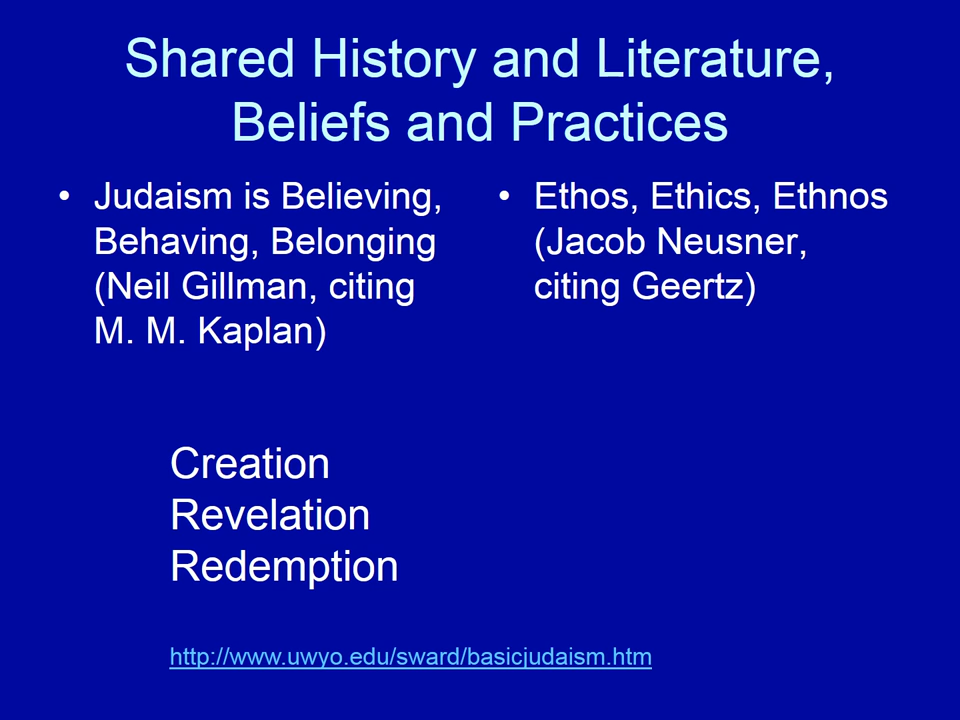 Shared History and Literature,
Beliefs and Practices
• Judaism is Believing,
Behaving, Belonging
(Neil Gillman, citing
M. M. Kaplan)
• Ethos, Ethics, Ethnos
(Jacob Neusner,
citing Geertz)
Creation
Revelation
Redemption
http://www.uwyo.edu/sward/basicjudaism.htm